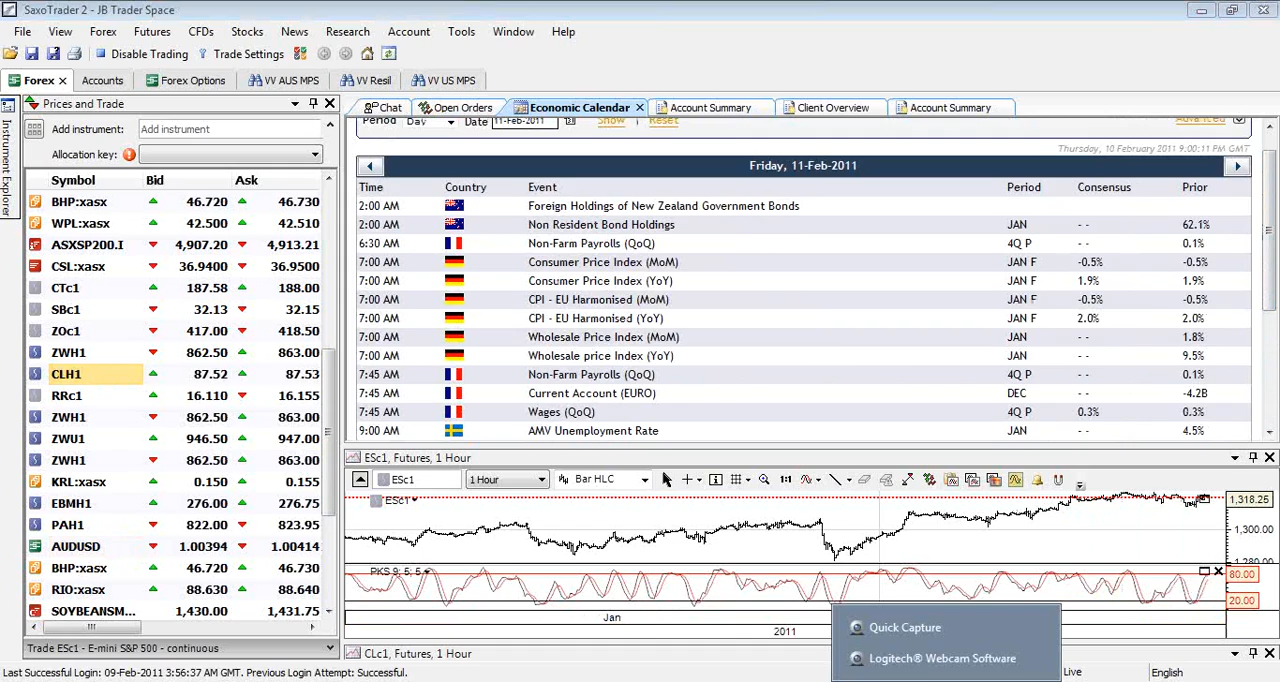 SaxoTrader 2 - JB Trader Space
File View Forex Futures CFDs Stocks News Research Account Tools Window Help
Disable Trading Trade Settings
Forex Accounts Forex Options VV AUS MPS VV Resil VV US MPS
Instrument Explorer
Prices and Trade
Add instrument: Add instrument
Allocation key:
Symbol Bid Ask
BHP:xasx 46.720 46.730
WPL:xasx 42.500 42.510
ASXSP200.I 4,907.20 4,913.21
CSL:xasx 36.9400 36.9500
CTc1 187.58 188.00
SBc1 32.13 32.15
ZOc1 417.00 418.50
ZWH1 862.50 863.00
CLH1 87.52 87.53
RRc1 16.110 16.155
ZWH1 862.50 863.00
ZWU1 946.50 947.00
ZWH1 862.50 863.00
KRL:xasx 0.150 0.155
EBMH1 276.00 276.75
PAH1 822.00 823.95
AUDUSD 1.00394 1.00414
BHP:xasx 46.720 46.730
RIO:xasx 88.630 88.640
SOYBEANSM... 1,430.00 1,431.75
Trade ESc1 - E-mini S&P 500 - continuous
Chat Open Orders Economic Calendar Account Summary Client Overview Account Summary
Period Day Date 11-Feb-2011 Show Reset Advanced
Thursday, 10 February 2011 9:00:11 PM GMT
Friday, 11-Feb-2011
Time Country Event Period Consensus Prior
2:00 AM Foreign Holdings of New Zealand Government Bonds
2:00 AM Non Resident Bond Holdings JAN - - 62.1%
6:30 AM Non-Farm Payrolls (QoQ) 4Q P 0.1%
7:00 AM Consumer Price Index (MoM) JAN F -0.5% -0.5%
7:00 AM Consumer Price Index (YoY) JAN F 1.9% 1.9%
7:00 AM CPI - EU Harmonised (MoM) JAN F -0.5% -0.5%
7:00 AM CPI - EU Harmonised (YoY) JAN F 2.0% 2.0%
7:00 AM Wholesale Price Index (MoM) JAN - - 1.8%
7:00 AM Wholesale price Index (YoY) JAN - - 9.5%
7:45 AM Non-Farm Payrolls (QoQ) 4Q P - - 0.1%
7:45 AM Current Account (EURO) DEC - - -4.2B
7:45 AM Wages (QoQ) 4Q P 0.3% 0.3%
9:00 AM AMV Unemployment Rate JAN - - 4.5%
ESc1, Futures, 1 Hour
ESc1 1 Hour Bar HLC 1:1
ESc1
1,318.25
1,300.00
1,280.00
PKS 9; 5; 5
80.00
20.00
Jan
2011
Quick Capture
Logitech® Webcam Software
CLc1, Futures, 1 Hour
Last Successful Login: 09-Feb-2011 3:56:37 AM GMT. Previous Login Attempt: Successful. Live English